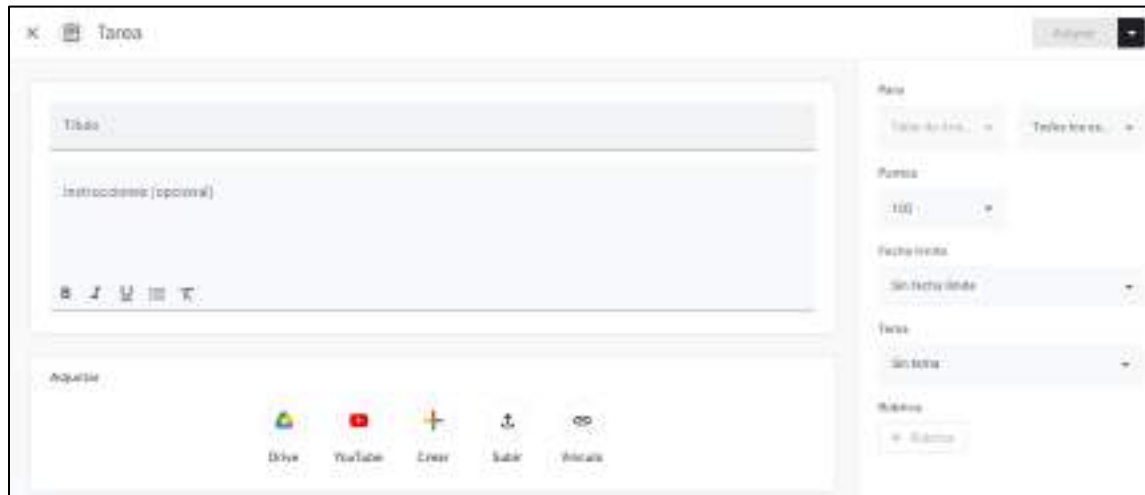 Tarea
Asignar
Título
Instrucciones (opcional)
Adjuntar
Drive
YouTube
Crear
Subir
Vínculo
Para
Todos los es...
Puntos
100
Fecha límite
Sin fecha límite
Tema
Sin tema
Rúbrica
+ Rúbrica